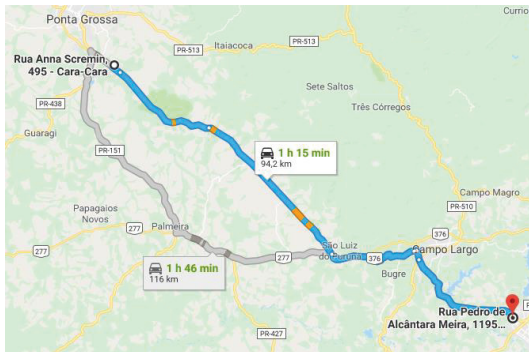 Ponta Grossa
Currio
Itaiacoca
PR-513
PR-513
Rua Anna Scremin,
495 - Cara-Cara
Sete Saltos
PR-438
Três Córregos
Guaragi
1 h 15 min
94,2 km
PR-151
Campo Magro
Papagaios
Novos
PR-510
277
277
Palmeira
376
São Luiz
do Purunã
Campo Largo
277
376
1 h 46 min
116 km
Bugre
277
Rua Pedro de
Alcântara Meira, 1195...
PR-427